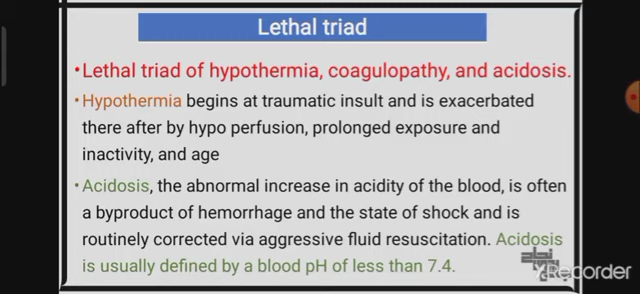 Lethal triad
•Lethal triad of hypothermia, coagulopathy, and acidosis.
•Hypothermia begins at traumatic insult and is exacerbated
there after by hypo perfusion, prolonged exposure and
inactivity, and age
•Acidosis, the abnormal increase in acidity of the blood, is often
a byproduct of hemorrhage and the state of shock and is
routinely corrected via aggressive fluid resuscitation. Acidosis
is usually defined by a blood pH of less than 7.4.
XRecorder